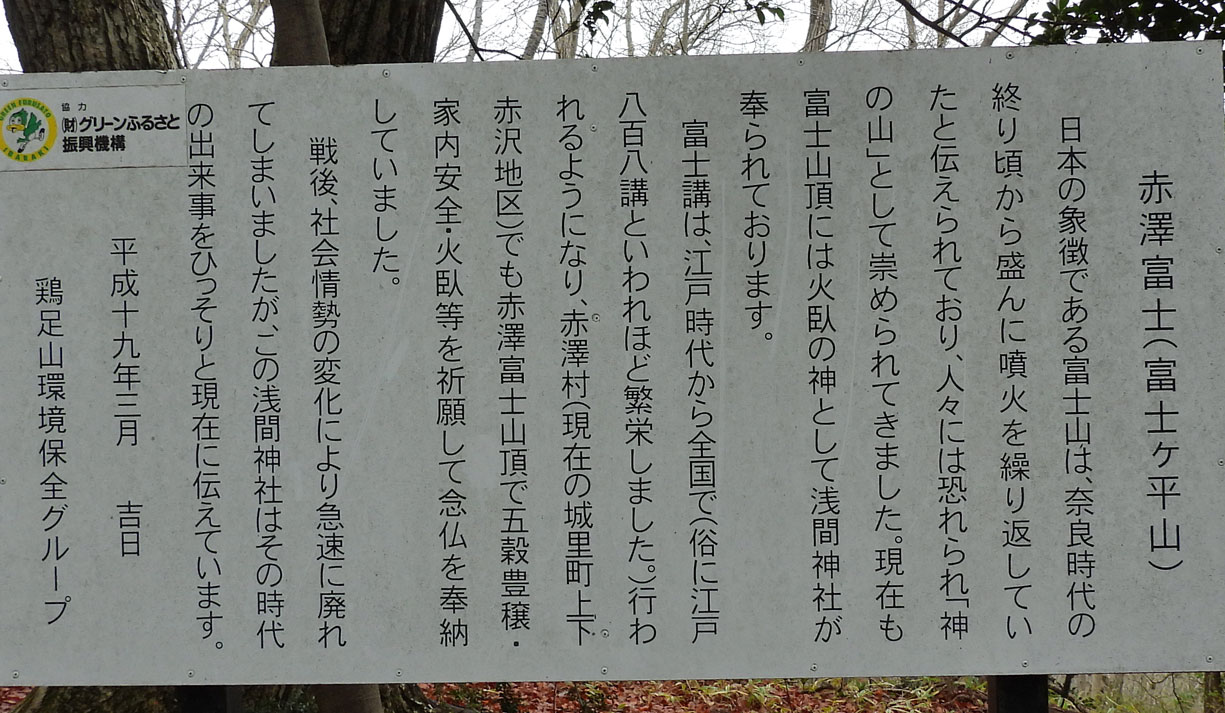 赤澤富士(富士ヶ平山)
日本の象徴である富士山は、奈良時代の
終り頃から盛んに噴火を繰り返してい
たと伝えられており、人々には恐れられ「神
の山」として崇められてきました。現在も
富士山頂には火臥の神として浅間神社が
奉られております。
富士講は、江戸時代から全国で(俗に江戸
八百八講といわれほど繁栄しました。)行わ
れるようになり、赤澤村(現在の城里町上下
赤沢地区)でも赤澤富士山頂で五穀豊穣・
家内安全・火臥等を祈願して念仏を奉納
していました。
戦後、社会情勢の変化により急速に廃れ
てしまいましたが、この浅間神社はその時代
の出来事をひっそりと現在に伝えています。
平成十九年三月 吉日
鶏足山環境保全グループ
協力
(財)グリーンふるさと
振興機構
GREEN FURUSATO
IBARAKI